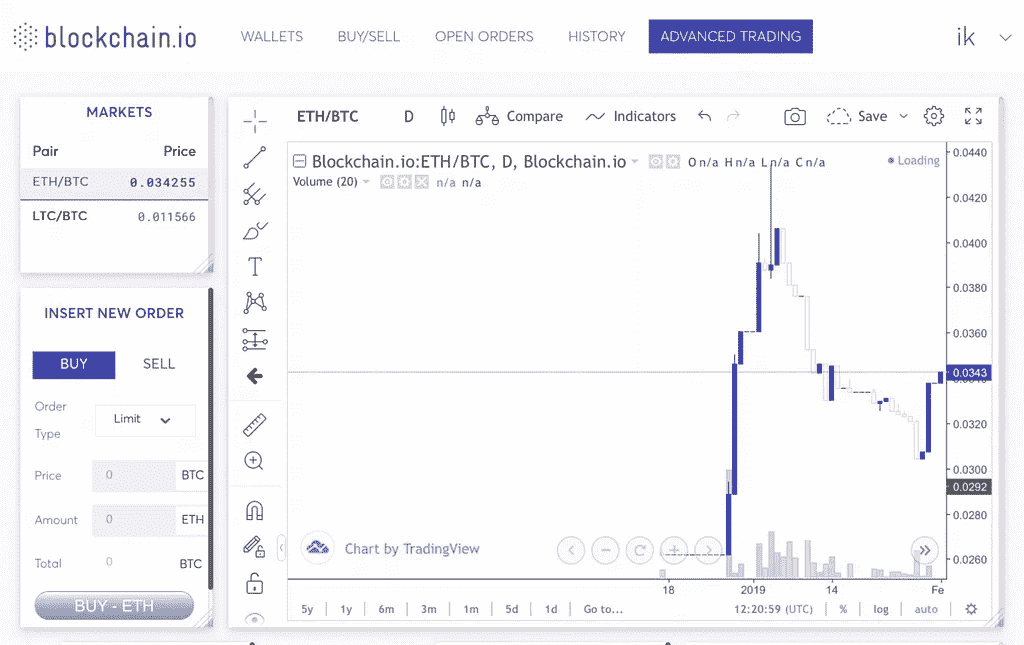 blockchain.io WALLETS BUY/SELL OPEN ORDERS HISTORY ADVANCED TRADING ik
MARKETS
Pair Price
ETH/BTC 0.034255
LTC/BTC 0.011566
INSERT NEW ORDER
BUY SELL
Order
Type
Limit
Price 0 BTC
Amount 0 ETH
Total 0 BTC
BUY - ETH
ETH/BTC D Compare Indicators Save
Blockchain.io:ETH/BTC, D, Blockchain.io O n/a H n/a L n/a C n/a Loading
Volume (20) n/a n/a
T
0.0440
0.0420
0.0400
0.0380
0.0360
0.0343
0.0340
0.0320
0.0300
0.0292
0.0280
0.0260
Chart by TradingView
18 2019 14 Fe
5y 1y 6m 3m 1m 5d 1d Go to... 12:20:59 (UTC) % log auto